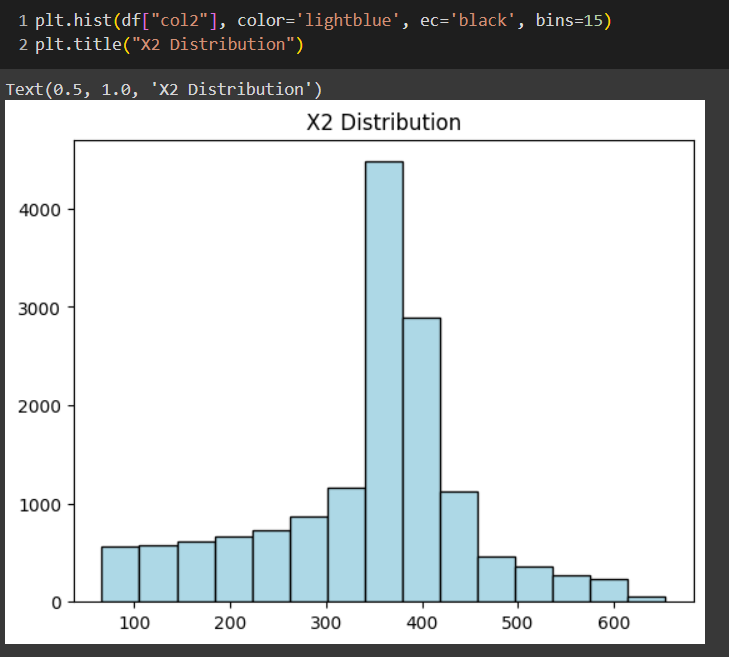 1 plt.hist(df["col2"], color='lightblue', ec='black', bins=15)
2 plt.title("X2 Distribution")
Text(0.5, 1.0, 'X2 Distribution')
X2 Distribution
4000
3000
2000
1000
0
100 200 300 400 500 600